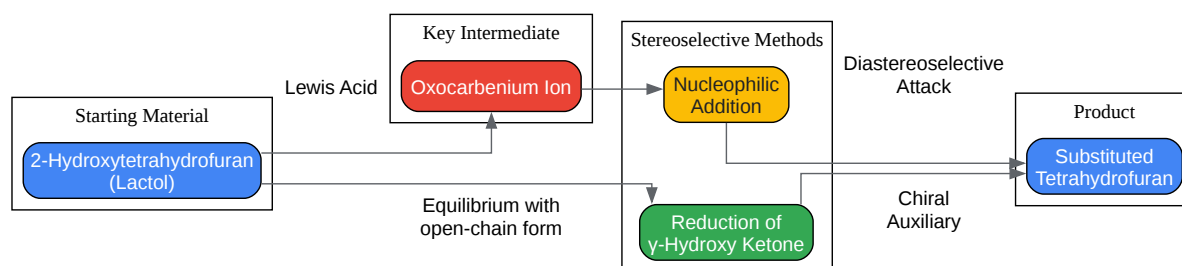 Starting Material
2-Hydroxytetrahydrofuran
(Lactol)
Lewis Acid
Equilibrium with
open-chain form
Key Intermediate
Oxocarbenium Ion
Stereoselective Methods
Nucleophilic
Addition
Reduction of
γ-Hydroxy Ketone
Diastereoselective
Attack
Chiral
Auxiliary
Product
Substituted
Tetrahydrofuran